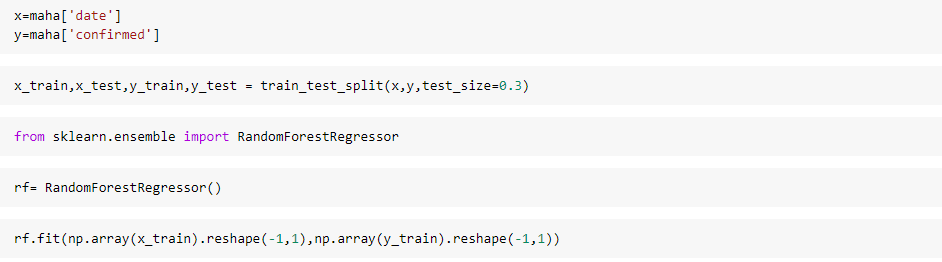 x=maha['date']
y=maha['confirmed']
x_train,x_test,y_train,y_test = train_test_split(x,y,test_size=0.3)
from sklearn.ensemble import RandomForestRegressor
rf= RandomForestRegressor()
rf.fit(np.array(x_train).reshape(-1,1),np.array(y_train).reshape(-1,1))